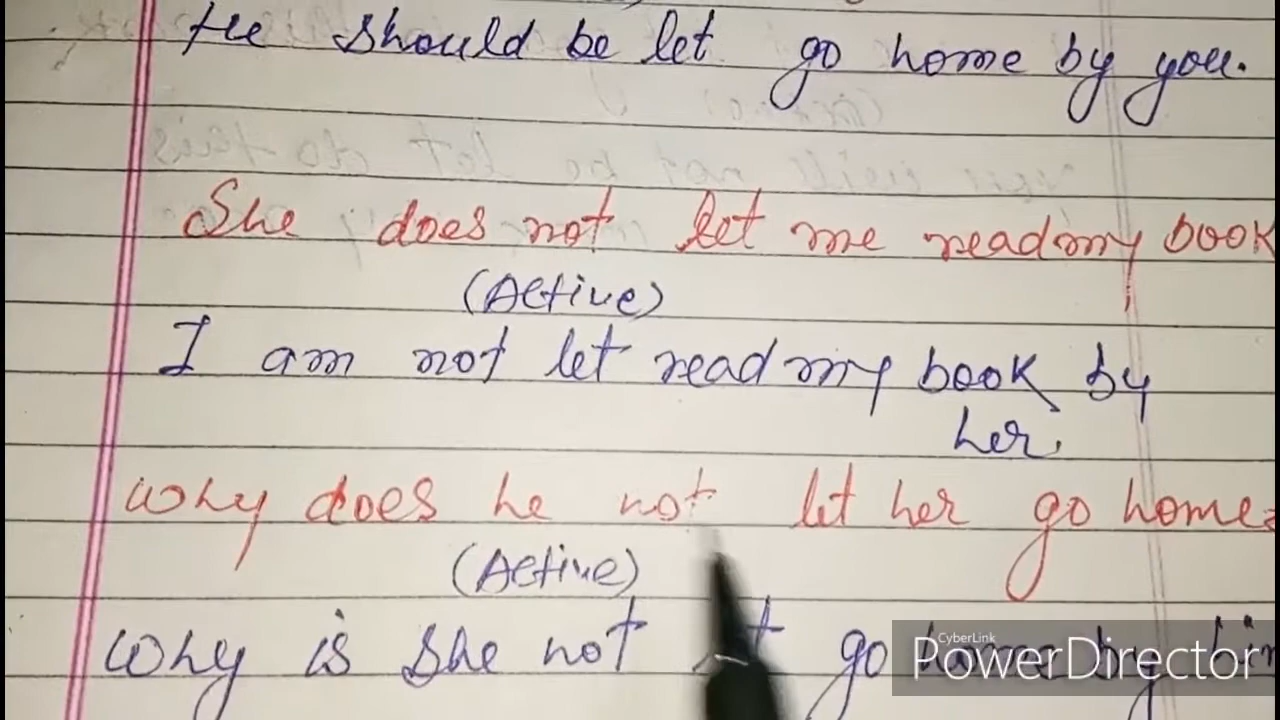 He should be let go home by you.
She does not let me read my book
(Active)
I am not let read my book by
her.
Why does he not let her go home
(Active)
Why is she not go home by
CyberLink
PowerDirector